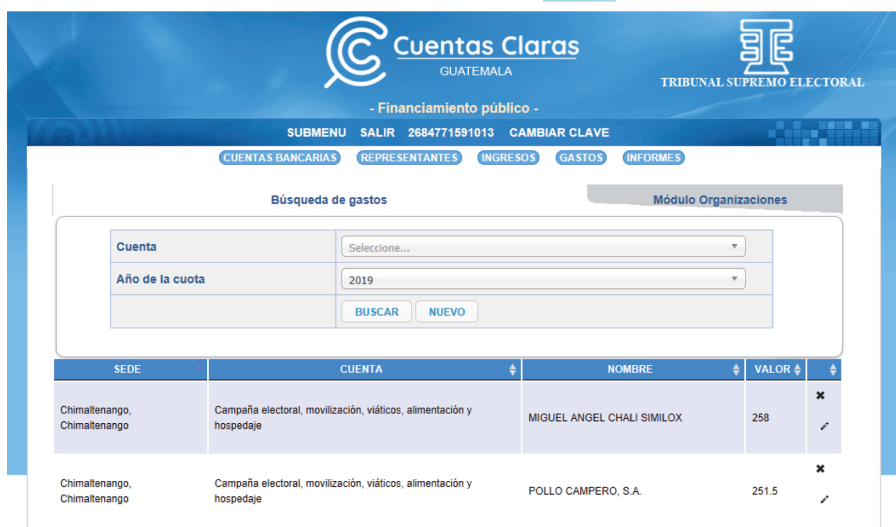 Cuentas Claras
GUATEMALA
TRIBUNAL SUPREMO ELECTORAL
- Financiamiento público -
SUBMENU SALIR 2684771591013 CAMBIAR CLAVE
CUENTAS BANCARIAS REPRESENTANTES INGRESOS GASTOS INFORMES
Búsqueda de gastos Módulo Organizaciones
Cuenta Seleccione...
Año de la cuota 2019
BUSCAR NUEVO
SEDE CUENTA NOMBRE VALOR
Chimaltenango, Chimaltenango Campaña electoral, movilización, viáticos, alimentación y hospedaje MIGUEL ANGEL CHALI SIMILOX 258
Chimaltenango, Chimaltenango Campaña electoral, movilización, viáticos, alimentación y hospedaje POLLO CAMPERO, S.A. 251.5